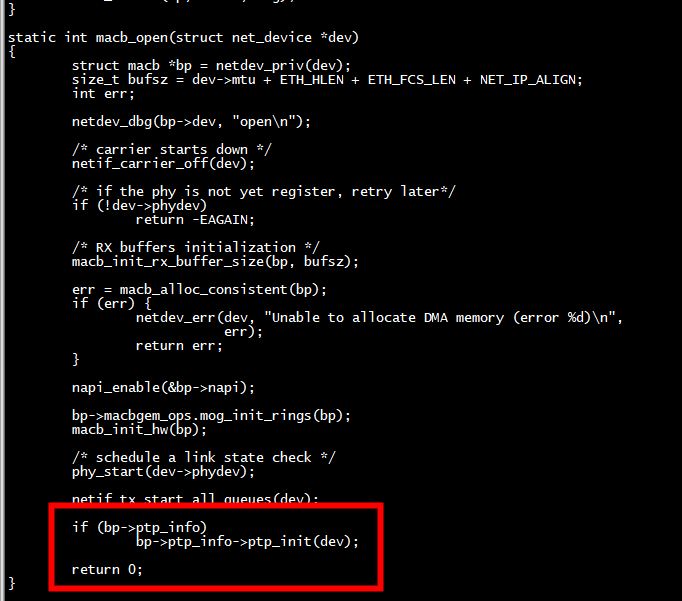 }
static int macb_open(struct net_device *dev)
{
struct macb *bp = netdev_priv(dev);
size_t bufsz = dev->mtu + ETH_HLEN + ETH_FCS_LEN + NET_IP_ALIGN;
int err;
netdev_dbg(bp->dev, "open\n");
/* carrier starts down */
netif_carrier_off(dev);
/* if the phy is not yet register, retry later*/
if (!dev->phydev)
return -EAGAIN;
/* RX buffers initialization */
macb_init_rx_buffer_size(bp, bufsz);
err = macb_alloc_consistent(bp);
if (err) {
netdev_err(dev, "Unable to allocate DMA memory (error %d)\n",
err);
return err;
}
napi_enable(&bp->napi);
bp->macbgem_ops.mog_init_rings(bp);
macb_init_hw(bp);
/* schedule a link state check */
phy_start(dev->phydev);
netif_tx_start_all_queues(dev);
if (bp->ptp_info)
bp->ptp_info->ptp_init(dev);
return 0;
}